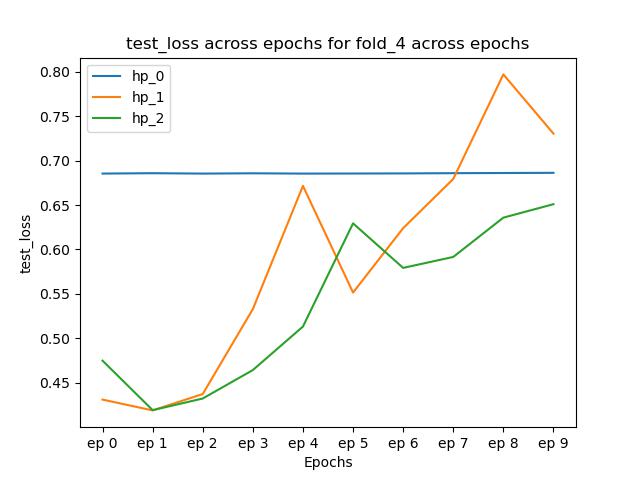 test_loss across epochs for fold_4 across epochs
hp_0
hp_1
hp_2
0.80
0.75
0.70
0.65
0.60
0.55
0.50
0.45
test_loss
ep 0 ep 1 ep 2 ep 3 ep 4 ep 5 ep 6 ep 7 ep 8 ep 9
Epochs